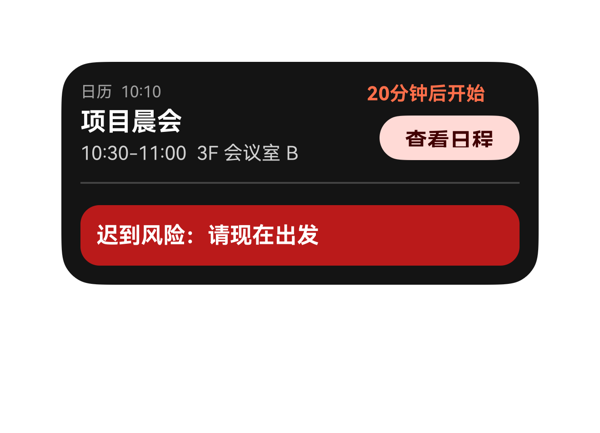 日历 10:10
20分钟后开始
项目晨会
查看日程
10:30-11:00 3F 会议室 B
迟到风险：请现在出发